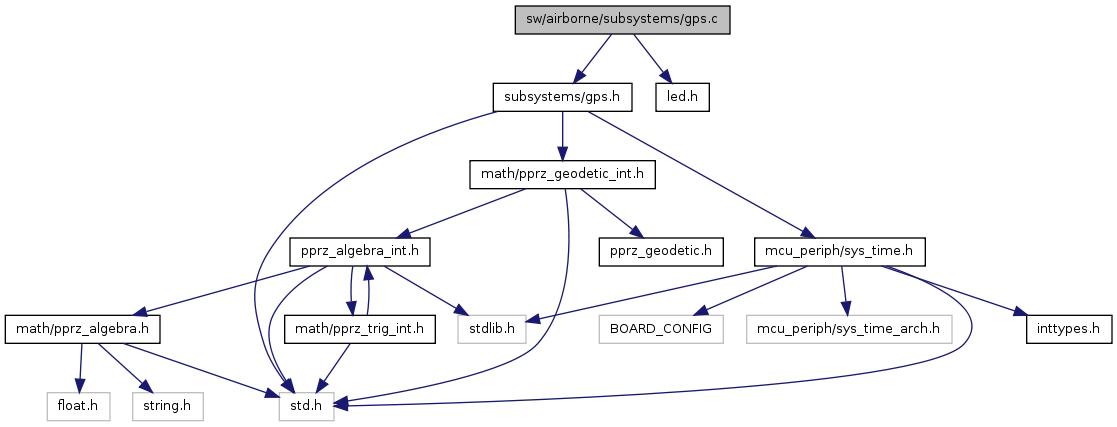 sw/airborne/subsystems/gps.c
subsystems/gps.h
led.h
math/pprz_geodetic_int.h
pprz_algebra_int.h
pprz_geodetic.h
mcu_periph/sys_time.h
math/pprz_algebra.h
math/pprz_trig_int.h
stdlib.h
BOARD_CONFIG
mcu_periph/sys_time_arch.h
inttypes.h
float.h
string.h
std.h